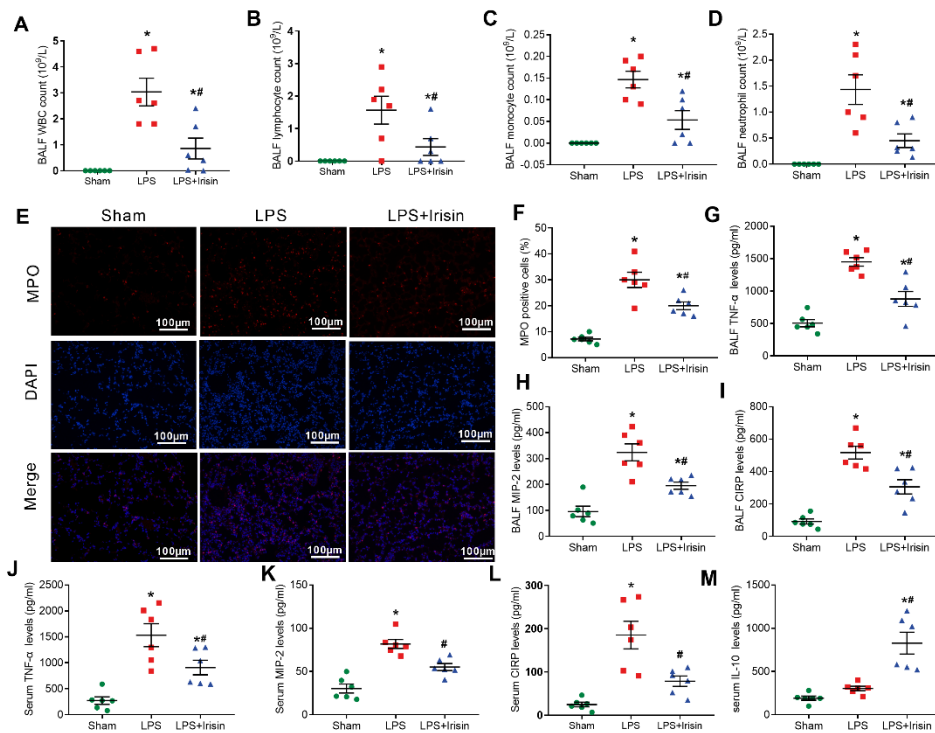 A
BALF WBC count (10⁹/L)
6
5
4
3
2
1
0
*
*#
Sham LPS LPS+Irisin
B
BALF lymphocyte count (10⁹/L)
4
3
2
1
0
*
*#
Sham LPS LPS+Irisin
C
BALF monocyte count (10⁹/L)
0.25
0.20
0.15
0.10
0.05
0.00
0.05
*
*#
Sham LPS LPS+Irisin
D
BALF neutrophil count (10⁹/L)
2.5
2.0
1.5
1.0
0.5
0.0
*
*#
Sham LPS LPS+Irisin
E
Sham LPS LPS+Irisin
MPO
100μm 100μm 100μm
DAPI
100μm 100μm 100μm
Merge
100μm 100μm 100μm
F
MPO positive cells (%)
50
40
30
20
10
0
*
*#
Sham LPS LPS+Irisin
G
BALF TNF-α levels (pg/ml)
2000
1500
1000
500
0
*
*#
Sham LPS LPS+Irisin
H
BALF MIP-2 levels (pg/ml)
500
400
300
200
100
0
*
*#
Sham LPS LPS+Irisin
I
BALF CIRP levels (pg/ml)
800
600
400
200
0
*
*#
Sham LPS LPS+Irisin
J
Serum TNF-α levels (pg/ml)
2500
2000
1500
1000
500
0
*
*#
Sham LPS LPS+Irisin
K
Serum MIP-2 levels (pg/ml)
150
100
50
0
*
#
Sham LPS LPS+Irisin
L
Serum CIRP levels (pg/ml)
300
200
100
0
*
#
Sham LPS LPS+Irisin
M
serum IL-10 levels (pg/ml)
1500
1000
500
0
*#
Sham LPS LPS+Irisin